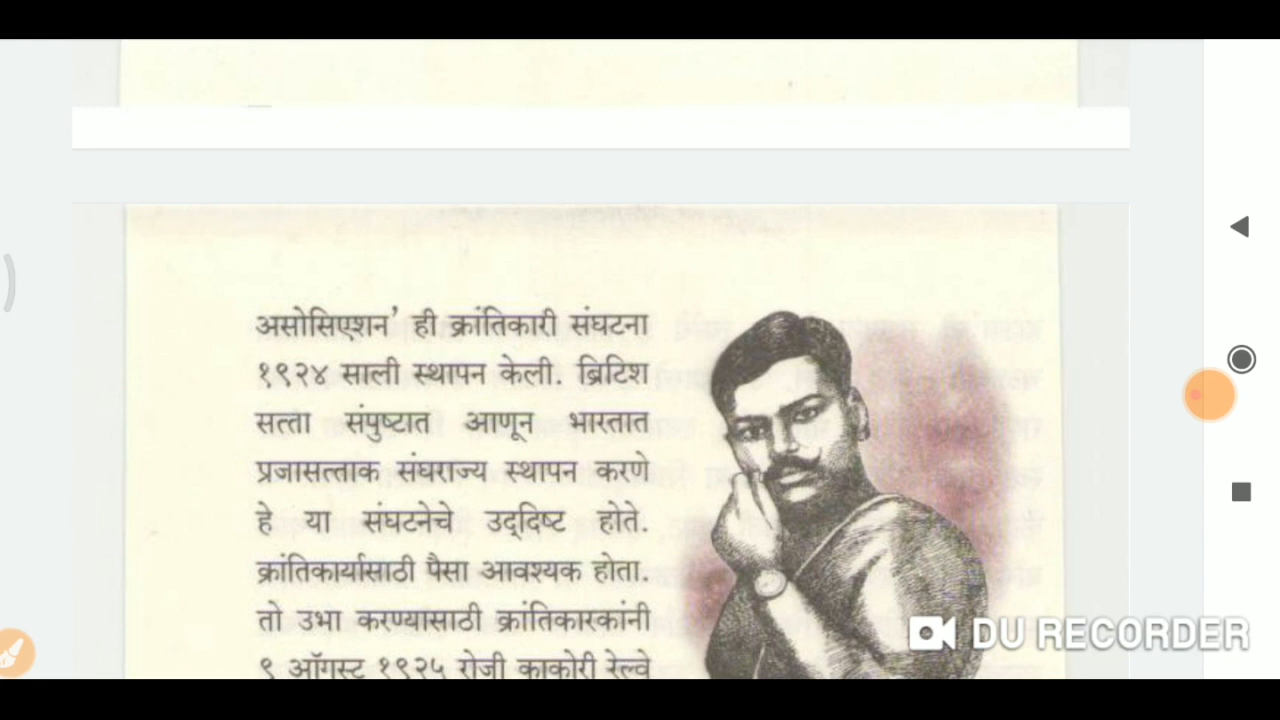 असोसिएशन' ही क्रांतिकारी संघटना
१९२४ साली स्थापन केली. ब्रिटिश
सत्ता संपुष्टात आणून भारतात
प्रजासत्ताक संघराज्य स्थापन करणे
हे या संघटनेचे उद्‌दिष्ट होते.
क्रांतिकार्यासाठी पैसा आवश्यक होता.
तो उभा करण्यासाठी क्रांतिकारकांनी
९ ऑगस्ट १९२५ रोजी काकोरी रेल्वे
DU RECORDER